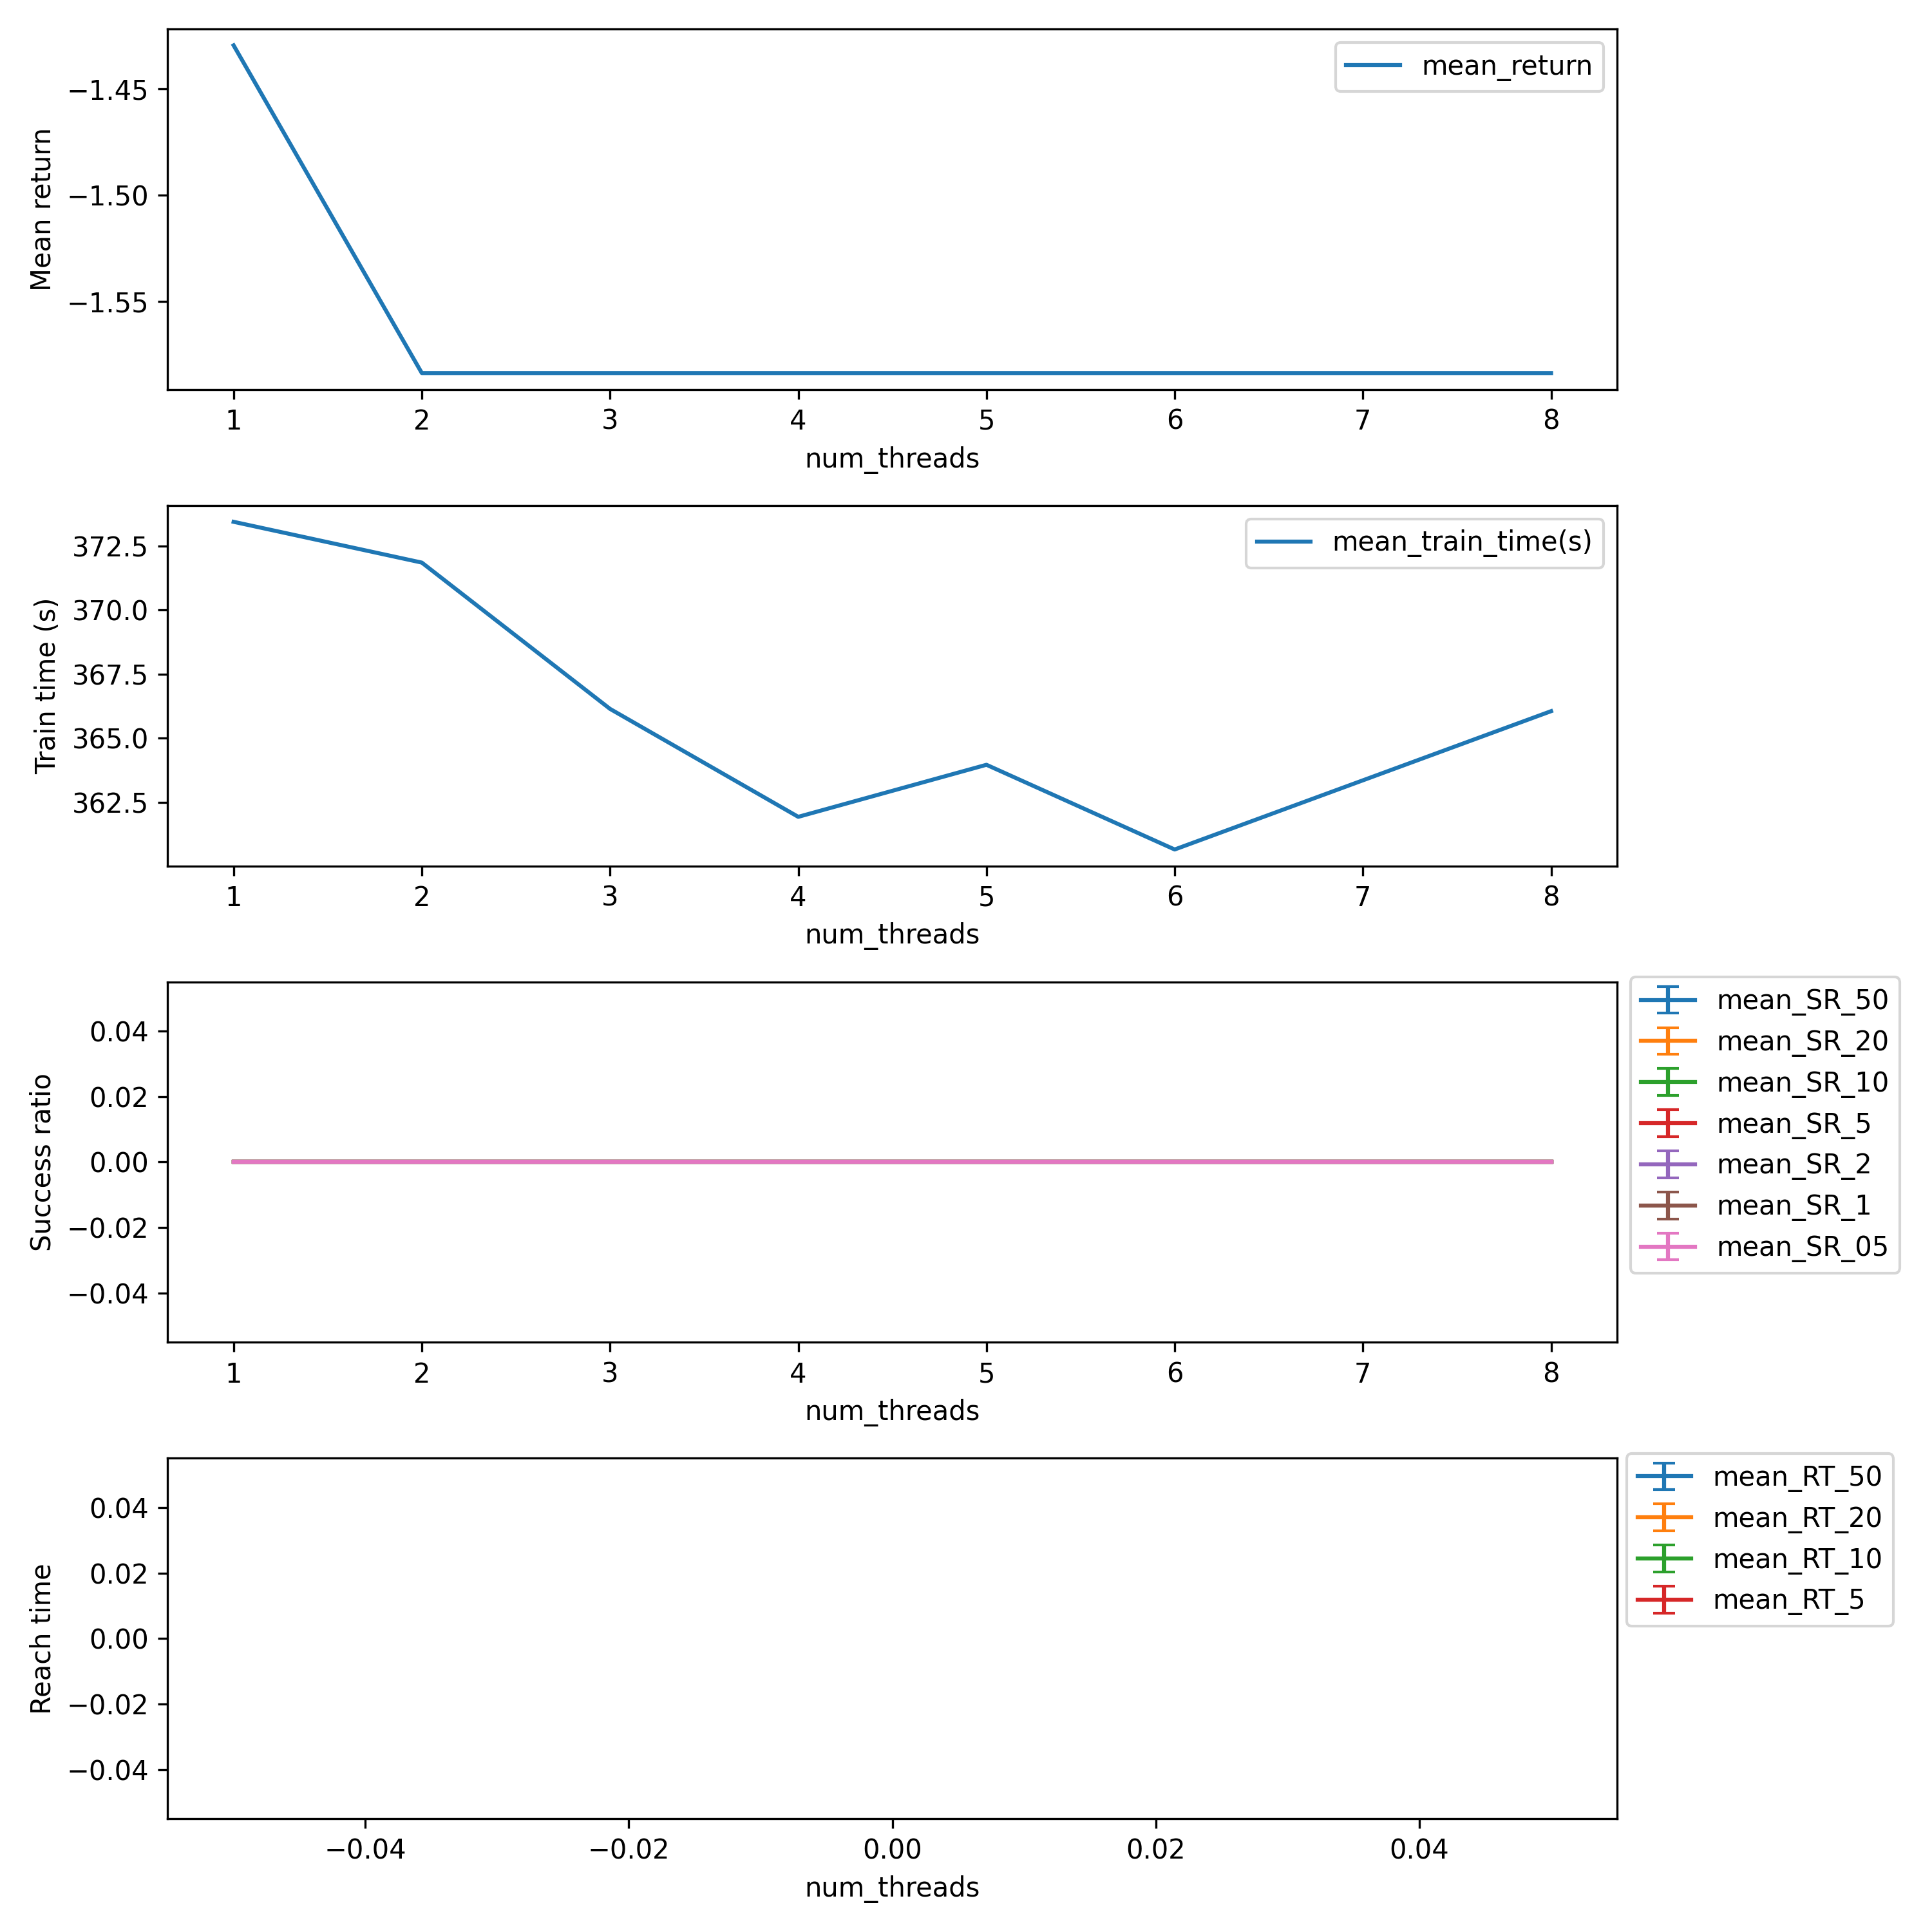 mean_return
−1.45
−1.50
−1.55
Mean return
1 2 3 4 5 6 7 8
num_threads
mean_train_time(s)
372.5
370.0
367.5
365.0
362.5
Train time (s)
1 2 3 4 5 6 7 8
num_threads
mean_SR_50
mean_SR_20
mean_SR_10
mean_SR_5
mean_SR_2
mean_SR_1
mean_SR_05
0.04
0.02
0.00
−0.02
−0.04
Success ratio
1 2 3 4 5 6 7 8
num_threads
mean_RT_50
mean_RT_20
mean_RT_10
mean_RT_5
0.04
0.02
0.00
−0.02
−0.04
Reach time
−0.04 −0.02 0.00 0.02 0.04
num_threads